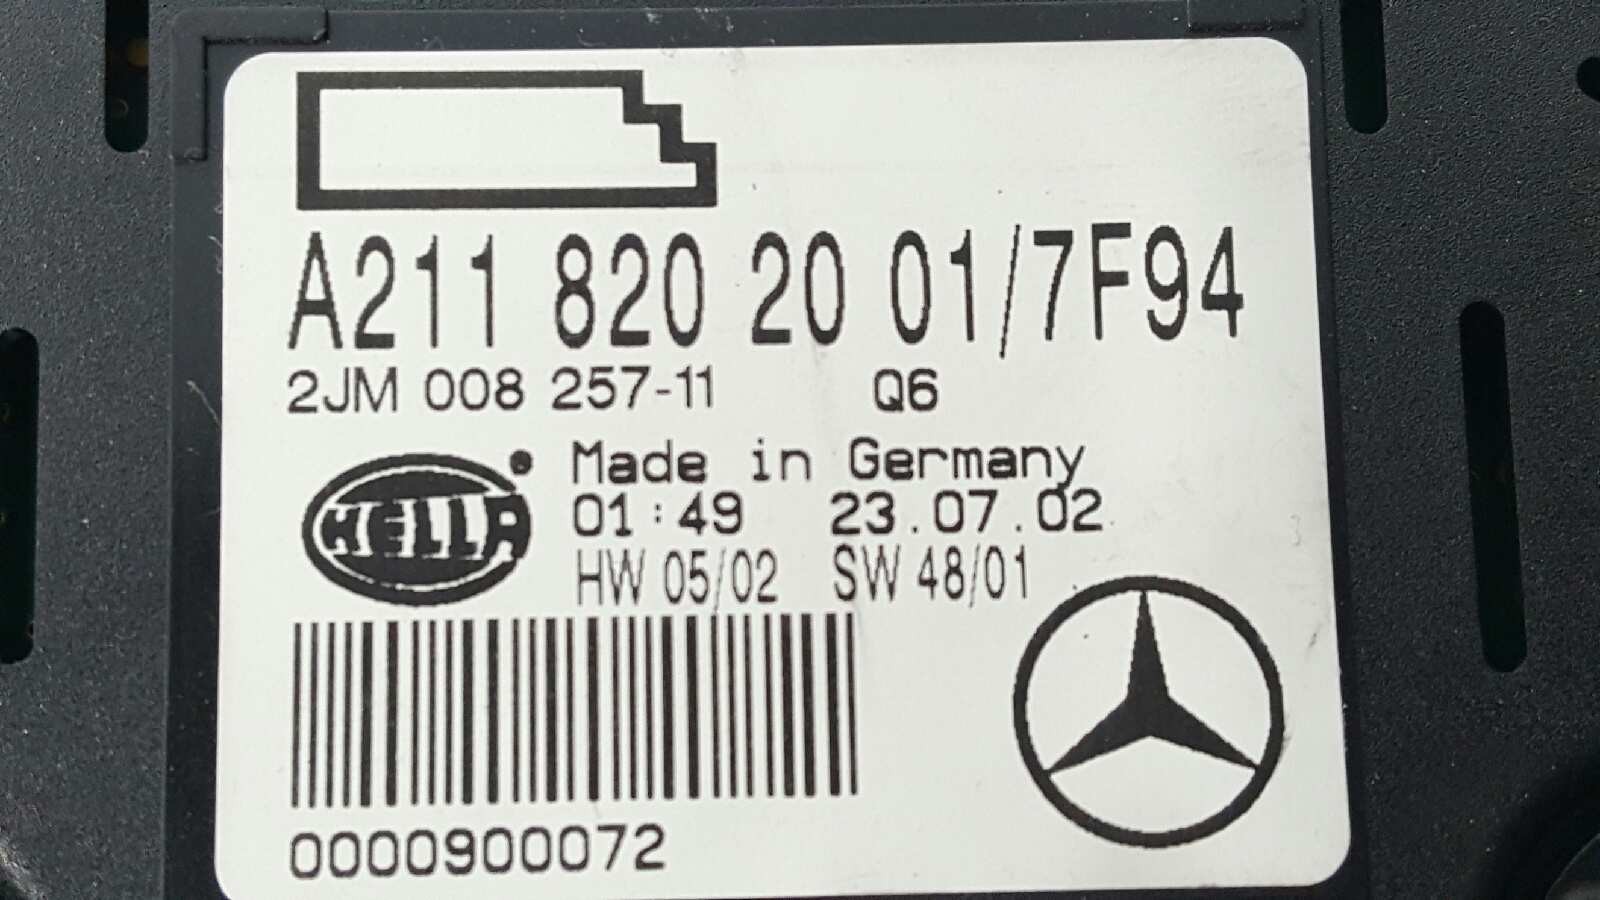 A211 820 20 01/7F94
2JM 008 257-11 Q6
HELLA
Made in Germany
01:49 23.07.02
HW 05/02 SW 48/01
0000900072